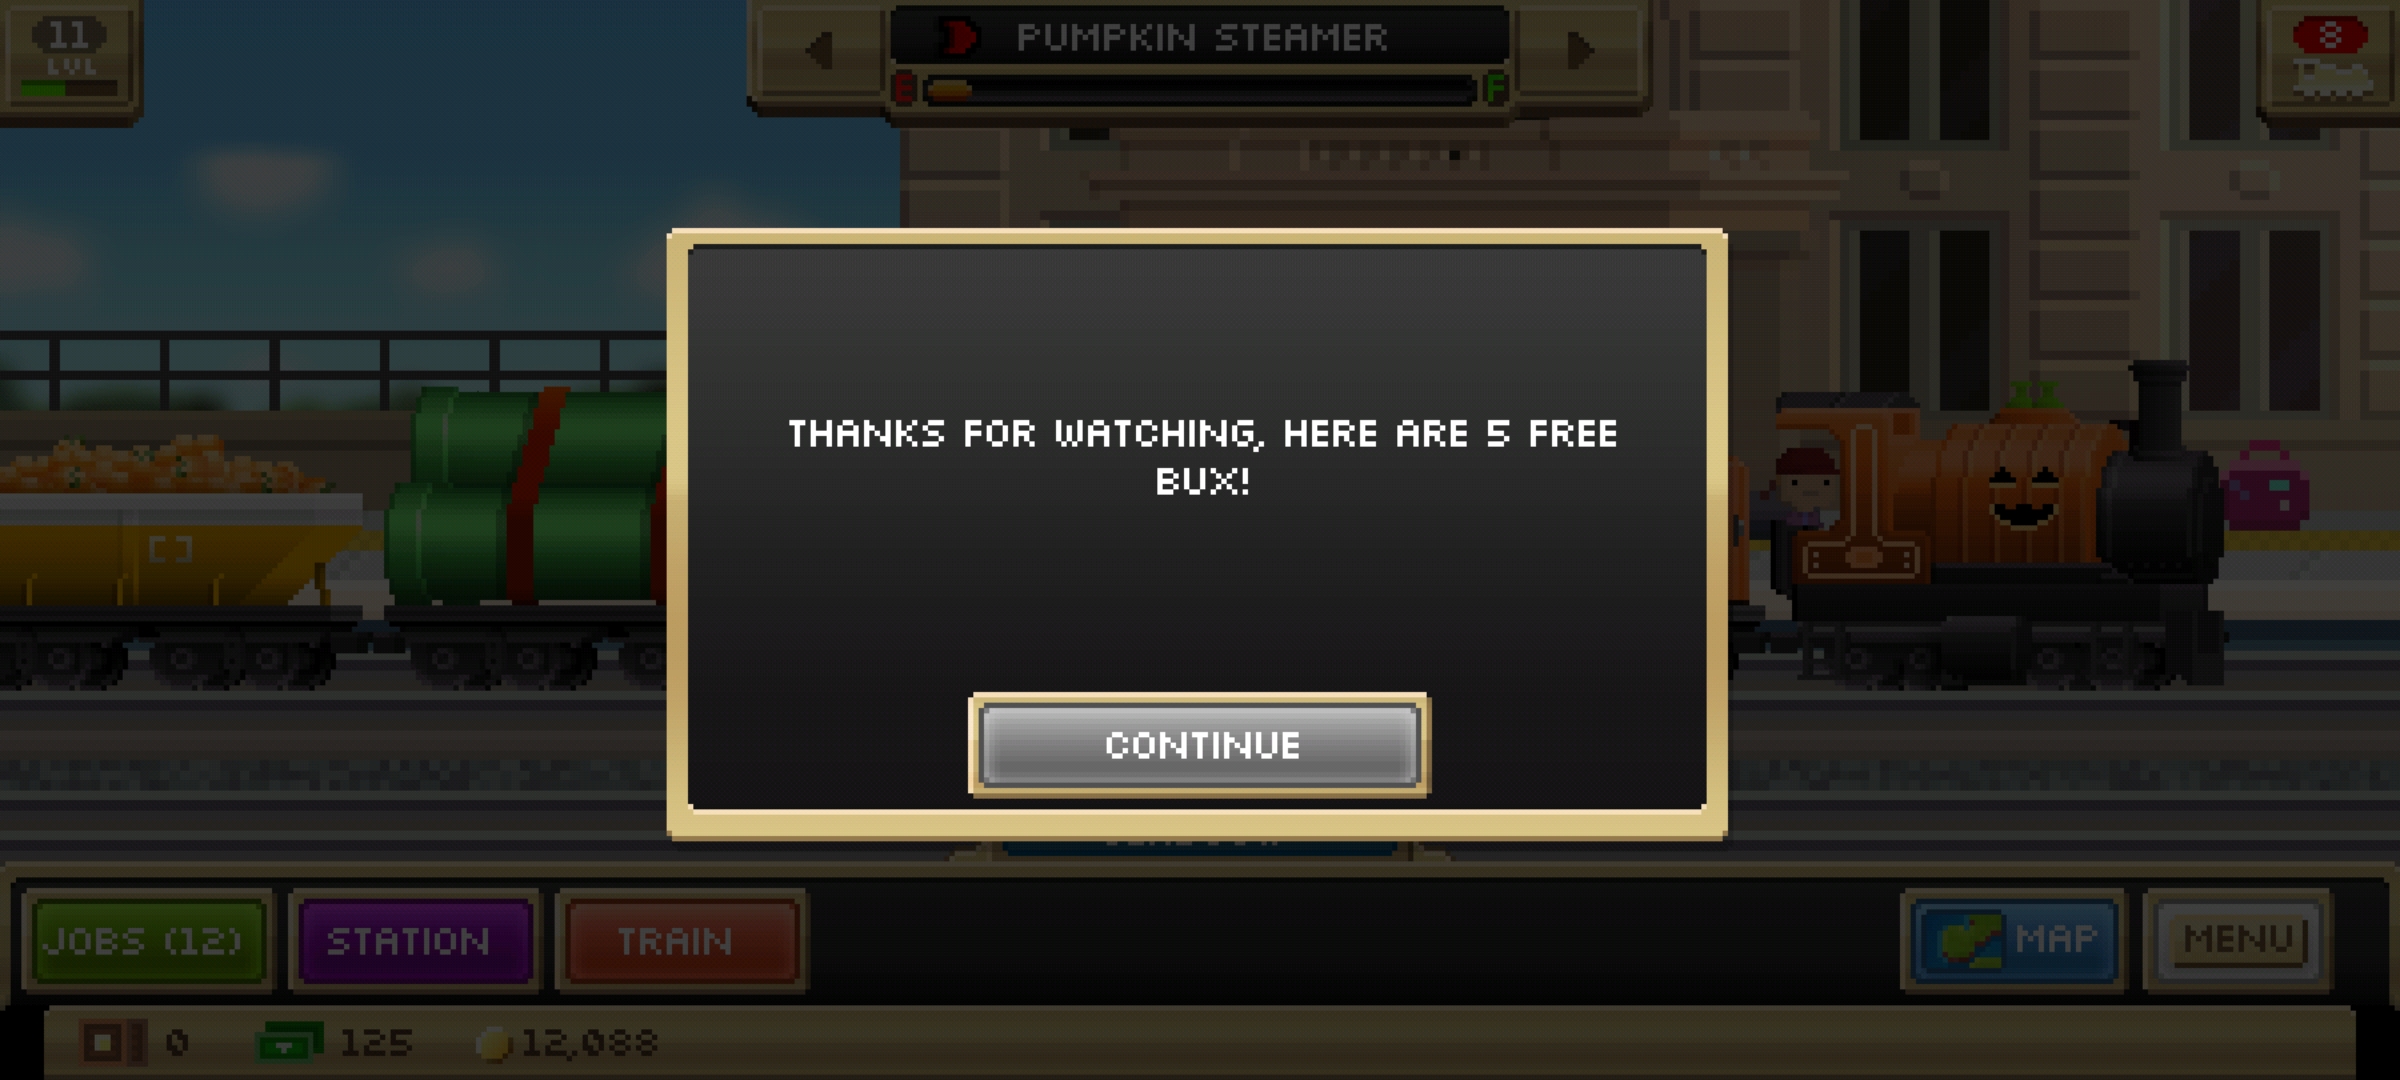 11
LVL
PUMPKIN STEAMER
E F
8
THANKS FOR WATCHING, HERE ARE 5 FREE
BUX!
CONTINUE
JOBS (12) STATION TRAIN MAP MENU
0 125 12,088